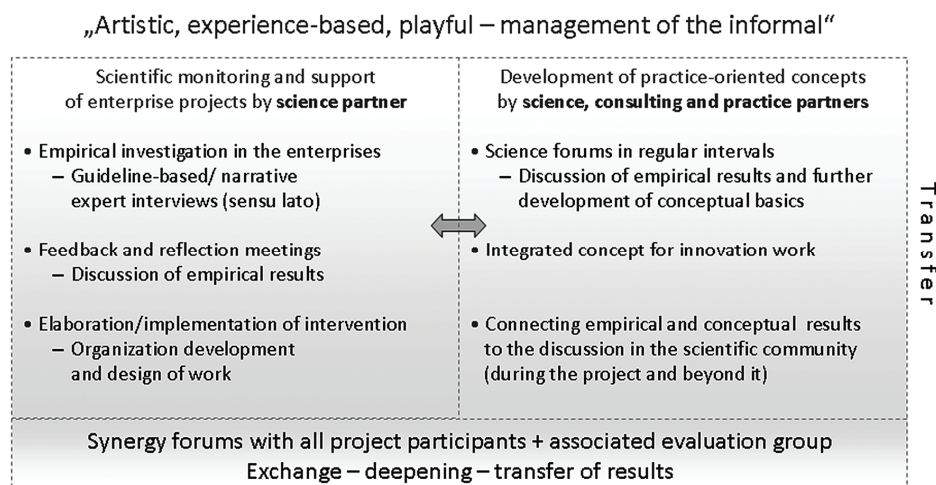 „Artistic, experience-based, playful – management of the informal“
Scientific monitoring and support
of enterprise projects by science partner
• Empirical investigation in the enterprises
– Guideline-based/ narrative
expert interviews (sensu lato)
• Feedback and reflection meetings
– Discussion of empirical results
• Elaboration/implementation of intervention
– Organization development
and design of work
Development of practice-oriented concepts
by science, consulting and practice partners
• Science forums in regular intervals
– Discussion of empirical results and further
development of conceptual basics
• Integrated concept for innovation work
• Connecting empirical and conceptual results
to the discussion in the scientific community
(during the project and beyond it)
Transfer
Synergy forums with all project participants + associated evaluation group
Exchange – deepening – transfer of results